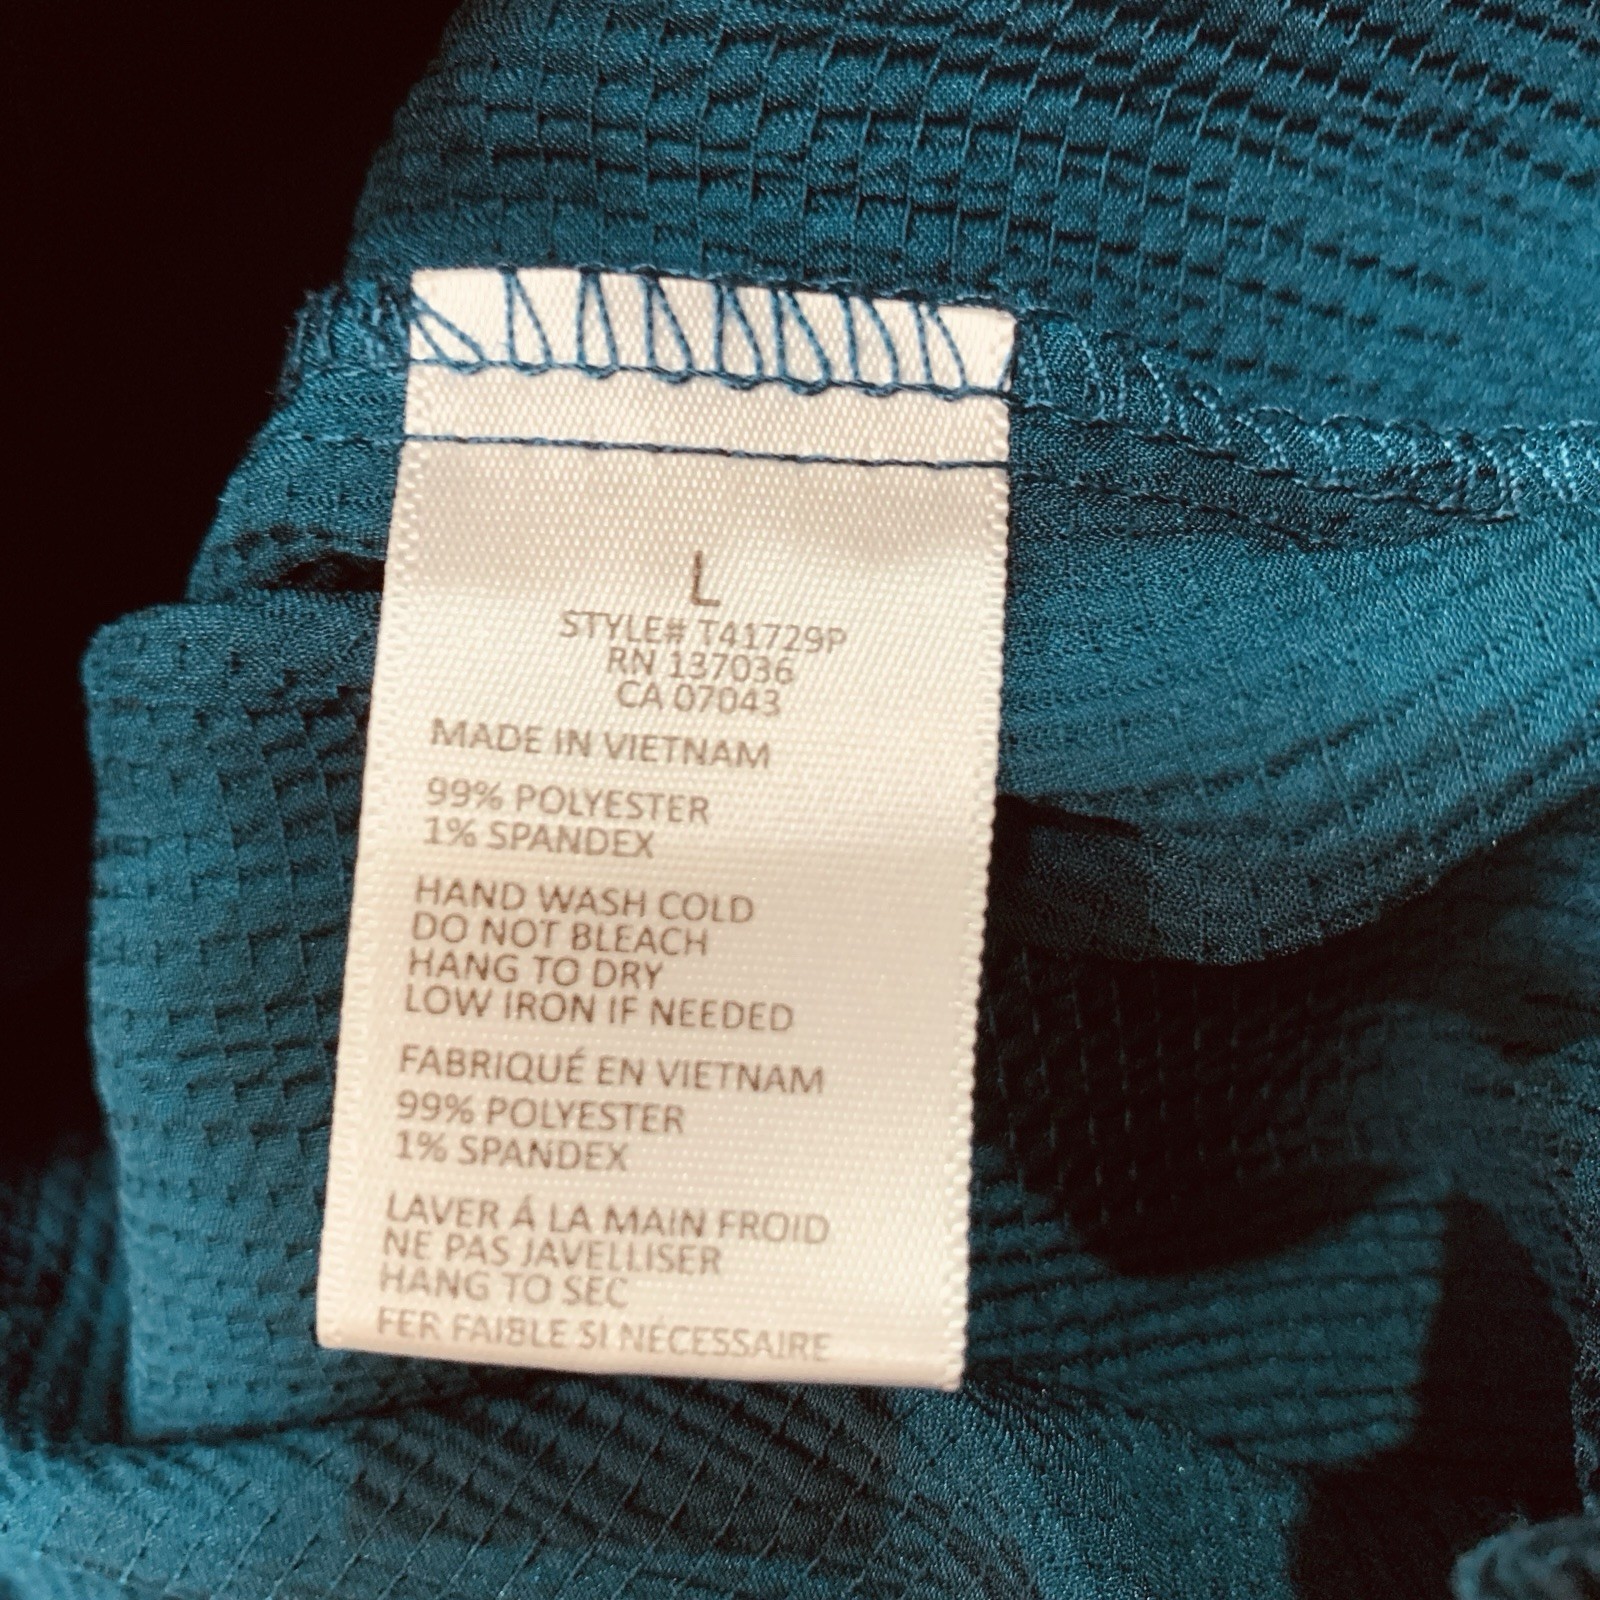 L
STYLE# T41729P
RN 137036
CA 07043
MADE IN VIETNAM
99% POLYESTER
1% SPANDEX
HAND WASH COLD
DO NOT BLEACH
HANG TO DRY
LOW IRON IF NEEDED
FABRIQUÉ EN VIETNAM
99% POLYESTER
1% SPANDEX
LAVER Á LA MAIN FROID
NE PAS JAVELLISER
HANG TO SEC
FER FAIBLE SI NÉCESSAIRE